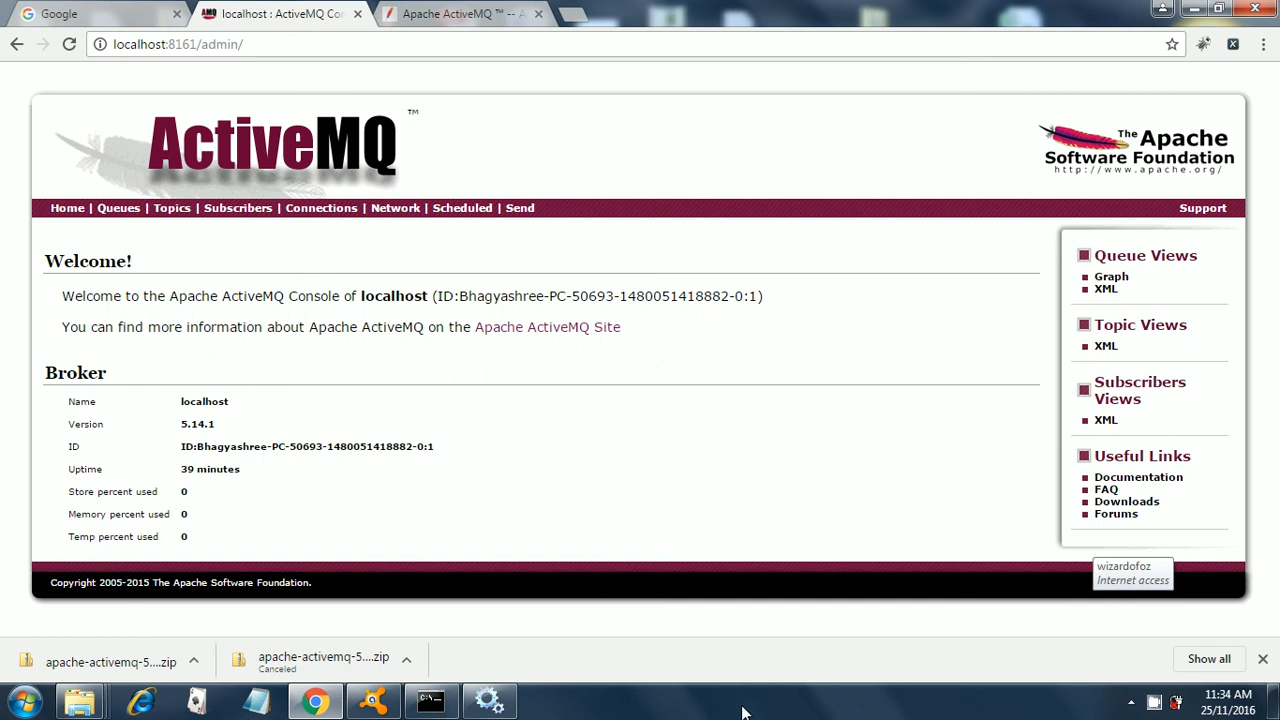 Google
localhost : ActiveMQ Con
Apache ActiveMQ ™ -- A
localhost:8161/admin/
ActiveMQ ™
The Apache
Software Foundation
http://www.apache.org/
Home | Queues | Topics | Subscribers | Connections | Network | Scheduled | Send
Support
Welcome!
Welcome to the Apache ActiveMQ Console of localhost (ID:Bhagyashree-PC-50693-1480051418882-0:1)
You can find more information about Apache ActiveMQ on the Apache ActiveMQ Site
Broker
Name localhost
Version 5.14.1
ID ID:Bhagyashree-PC-50693-1480051418882-0:1
Uptime 39 minutes
Store percent used 0
Memory percent used 0
Temp percent used 0
Queue Views
Graph
XML
Topic Views
XML
Subscribers
Views
XML
Useful Links
Documentation
FAQ
Downloads
Forums
Copyright 2005-2015 The Apache Software Foundation.
wizardofoz
Internet access
apache-activemq-5....zip
apache-activemq-5....zip
Canceled
Show all
C:\.
11:34 AM
25/11/2016